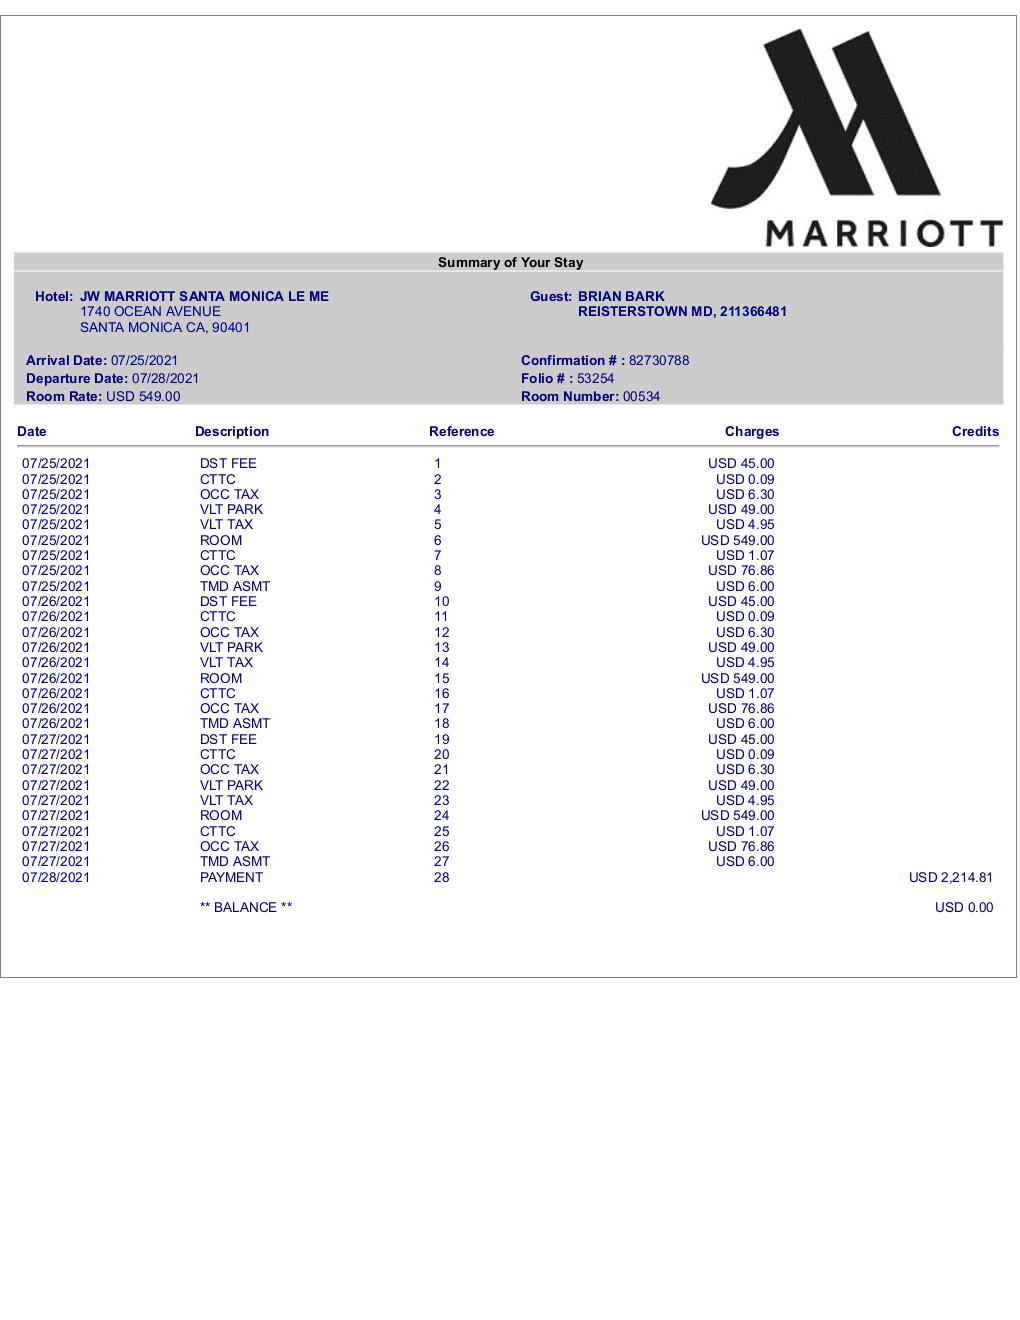 MARRIOTT
Summary of Your Stay
Hotel: JW MARRIOTT SANTA MONICA LE ME
1740 OCEAN AVENUE
SANTA MONICA CA, 90401
Guest: BRIAN BARK
REISTERSTOWN MD, 211366481
Arrival Date: 07/25/2021
Departure Date: 07/28/2021
Room Rate: USD 549.00
Confirmation # : 82730788
Folio # : 53254
Room Number: 00534
Date Description Reference Charges Credits
07/25/2021 DST FEE 1 USD 45.00
07/25/2021 CTTC 2 USD 0.09
07/25/2021 OCC TAX 3 USD 6.30
07/25/2021 VLT PARK 4 USD 49.00
07/25/2021 VLT TAX 5 USD 4.95
07/25/2021 ROOM 6 USD 549.00
07/25/2021 CTTC 7 USD 1.07
07/25/2021 OCC TAX 8 USD 76.86
07/25/2021 TMD ASMT 9 USD 6.00
07/26/2021 DST FEE 10 USD 45.00
07/26/2021 CTTC 11 USD 0.09
07/26/2021 OCC TAX 12 USD 6.30
07/26/2021 VLT PARK 13 USD 49.00
07/26/2021 VLT TAX 14 USD 4.95
07/26/2021 ROOM 15 USD 549.00
07/26/2021 CTTC 16 USD 1.07
07/26/2021 OCC TAX 17 USD 76.86
07/26/2021 TMD ASMT 18 USD 6.00
07/27/2021 DST FEE 19 USD 45.00
07/27/2021 CTTC 20 USD 0.09
07/27/2021 OCC TAX 21 USD 6.30
07/27/2021 VLT PARK 22 USD 49.00
07/27/2021 VLT TAX 23 USD 4.95
07/27/2021 ROOM 24 USD 549.00
07/27/2021 CTTC 25 USD 1.07
07/27/2021 OCC TAX 26 USD 76.86
07/27/2021 TMD ASMT 27 USD 6.00
07/28/2021 PAYMENT 28 USD 2,214.81
** BALANCE ** USD 0.00